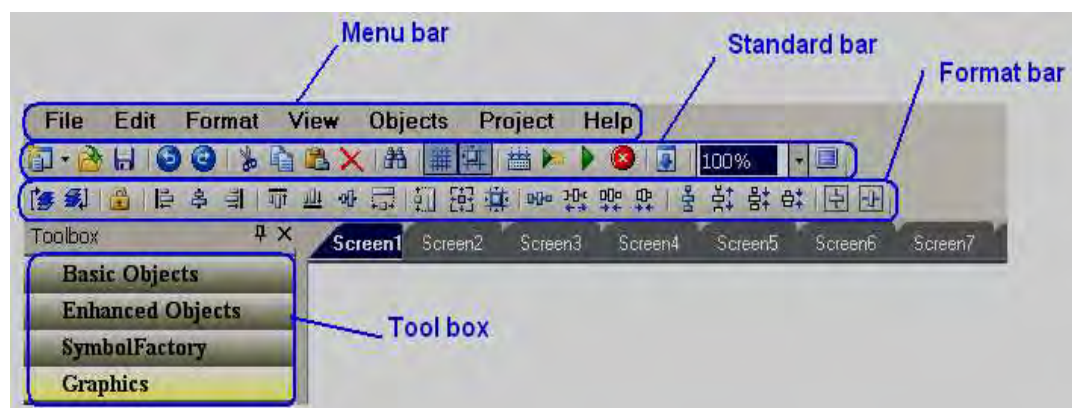 Menu bar
Standard bar
Format bar
File Edit Format View Objects Project Help
100%
Toolbox
Screen1 Screen2 Screen3 Screen4 Screen5 Screen6 Screen7
Basic Objects
Enhanced Objects
SymbolFactory
Graphics
Tool box